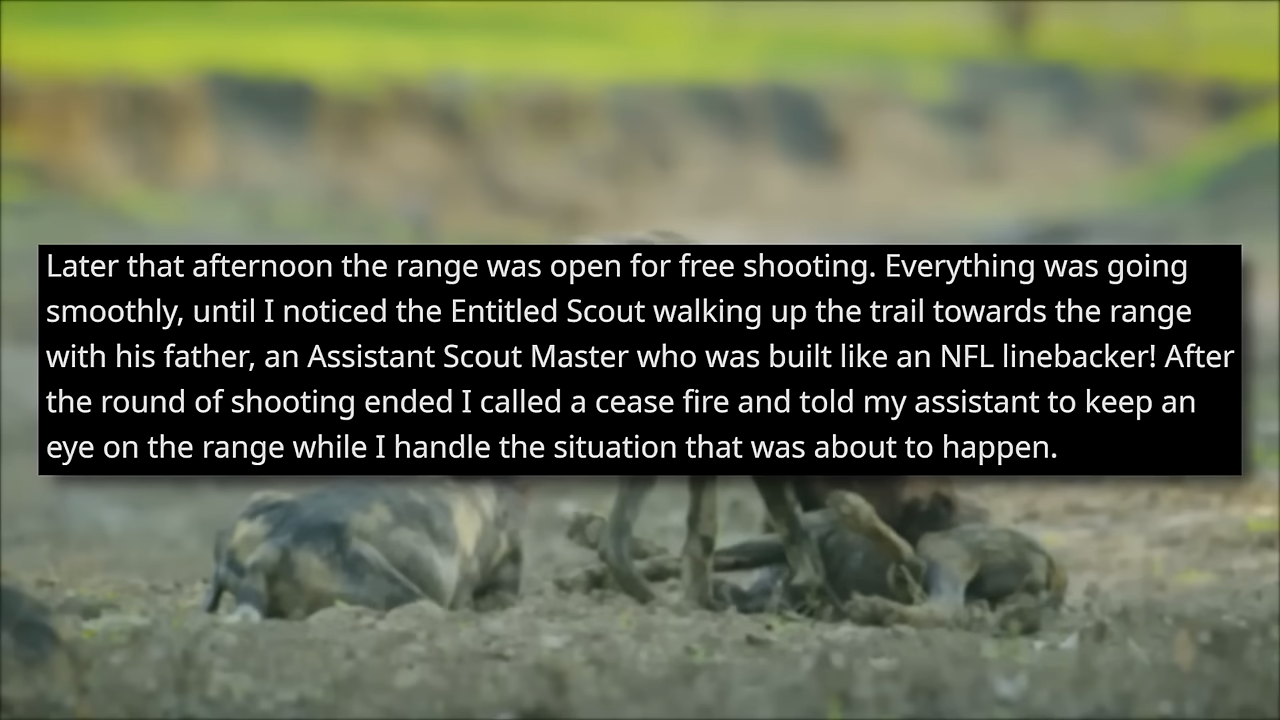 Later that afternoon the range was open for free shooting. Everything was going
smoothly, until I noticed the Entitled Scout walking up the trail towards the range
with his father, an Assistant Scout Master who was built like an NFL linebacker! After
the round of shooting ended I called a cease fire and told my assistant to keep an
eye on the range while I handle the situation that was about to happen.